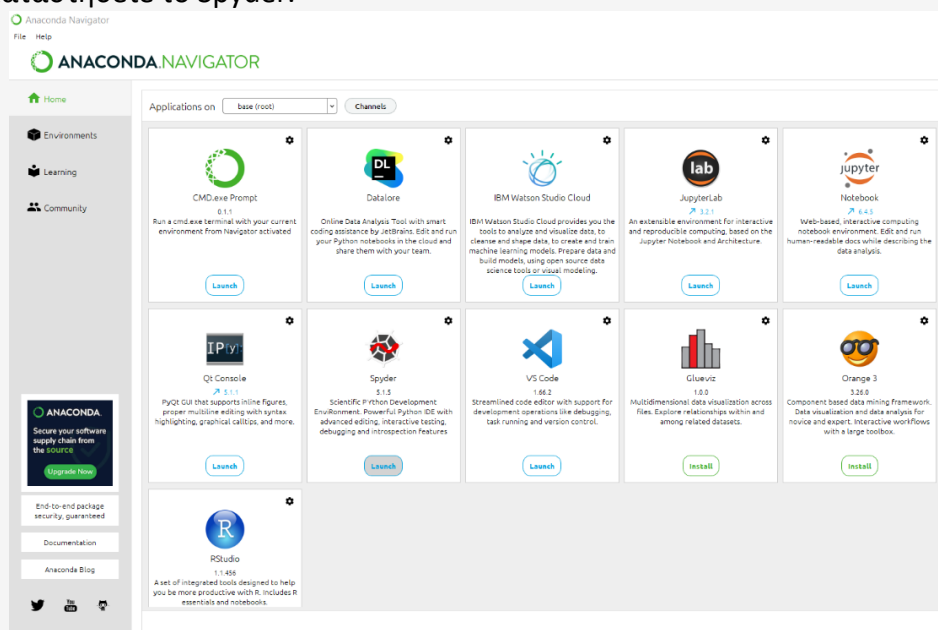 το Spyder
Anaconda Navigator
File Help
ANACONDA.NAVIGATOR
Home
Environments
Learning
Community
Applications on base (root) Channels
CMD.exe Prompt
0.1.1
Run a cmd.exe terminal with your current
environment from Navigator activated
Launch
DL
Datalore
Online Data Analysis Tool with smart
coding assistance by JetBrains. Edit and run
your Python notebooks in the cloud and
share them with your team.
Launch
IBM Watson Studio Cloud
IBM Watson Studio Cloud provides you the
tools to analyze and visualize data, to
cleanse and shape data, to create and train
machine learning models. Prepare data and
build models, using open source data
science tools or visual modeling.
Launch
lab
JupyterLab
3.2.1
An extensible environment for interactive
and reproducible computing, based on the
Jupyter Notebook and Architecture.
Launch
jupyter
Notebook
6.4.5
Web-based, interactive computing
notebook environment. Edit and run
human-readable docs while describing the
data analysis.
Launch
IP[y]:
Qt Console
5.1.1
PyQt GUI that supports inline figures,
proper multiline editing with syntax
highlighting, graphical calltips, and more.
Launch
Spyder
5.1.5
Scientific PYthon Development
EnviRonment. Powerful Python IDE with
advanced editing, interactive testing,
debugging and introspection features
Launch
VS Code
1.66.2
Streamlined code editor with support for
development operations like debugging,
task running and version control.
Launch
Glueviz
1.0.0
Multidimensional data visualization across
files. Explore relationships within and
among related datasets.
Install
Orange 3
3.26.0
Component based data mining framework.
Data visualization and data analysis for
novice and expert. Interactive workflows
with a large toolbox.
Install
R
RStudio
1.1.456
A set of integrated tools designed to help
you be more productive with R. Includes R
essentials and notebooks.
ANACONDA.
Secure your software
supply chain from
the source
Upgrade Now
End-to-end package
security, guaranteed
Documentation
Anaconda Blog
You
Tube